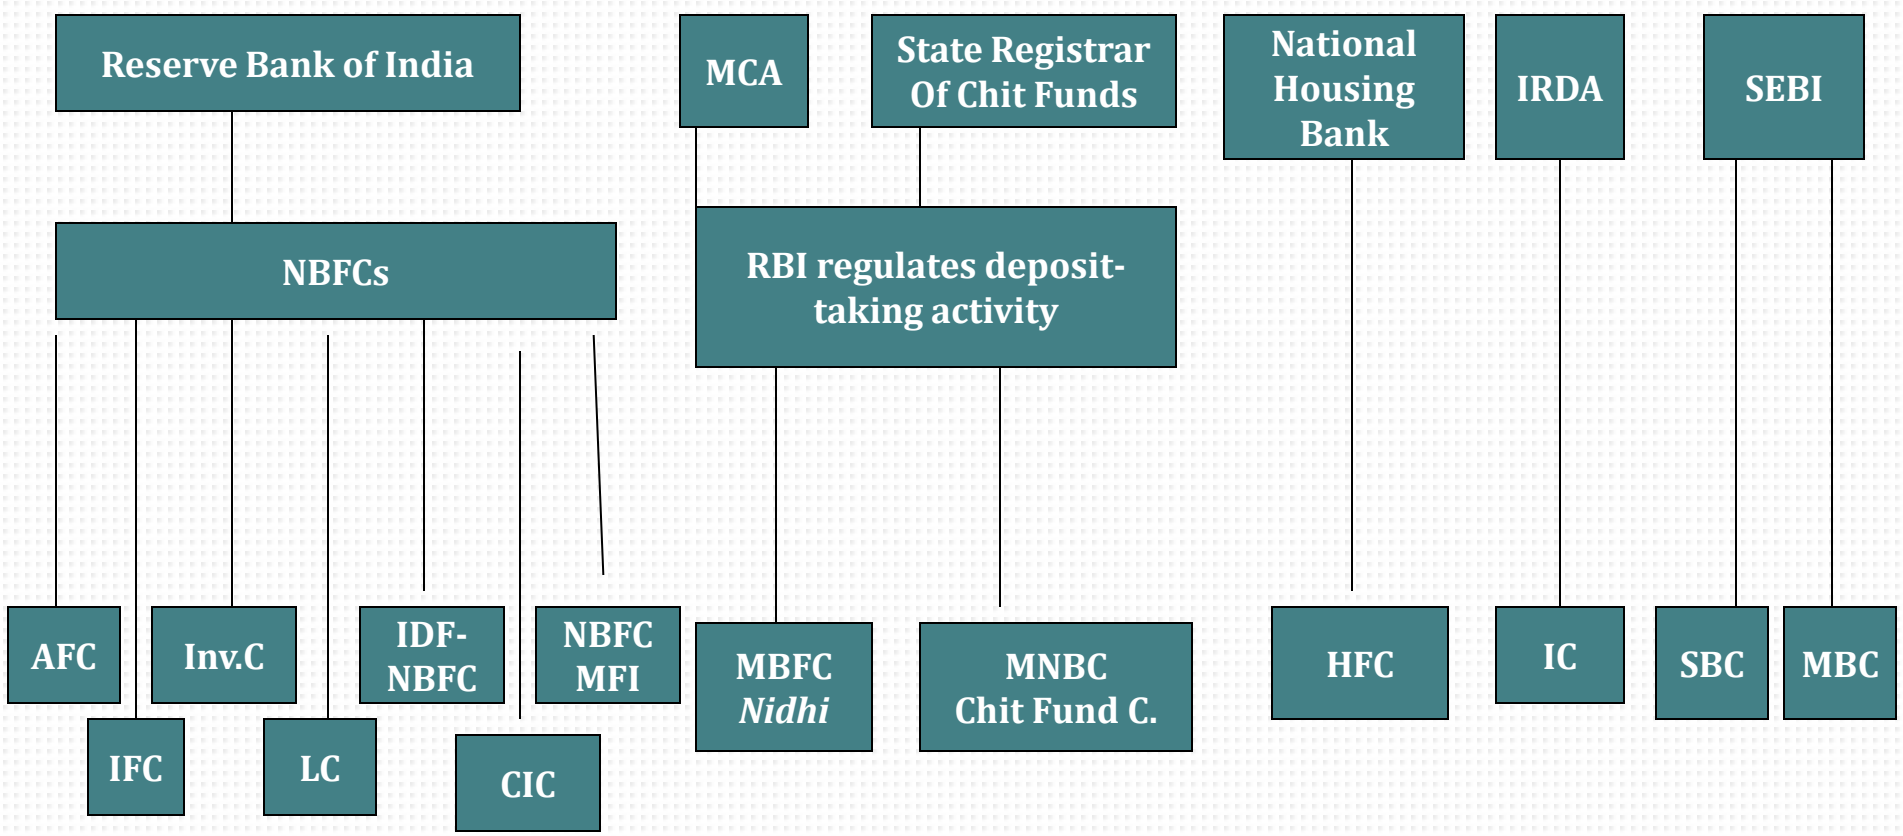 Reserve Bank of India
MCA
State Registrar
Of Chit Funds
National
Housing
Bank
IRDA
SEBI
NBFCs
RBI regulates deposit-
taking activity
AFC
Inv.C
IDF-
NBFC
NBFC
MFI
MBFC
Nidhi
MNBC
Chit Fund C.
HFC
IC
SBC
MBC
IFC
LC
CIC